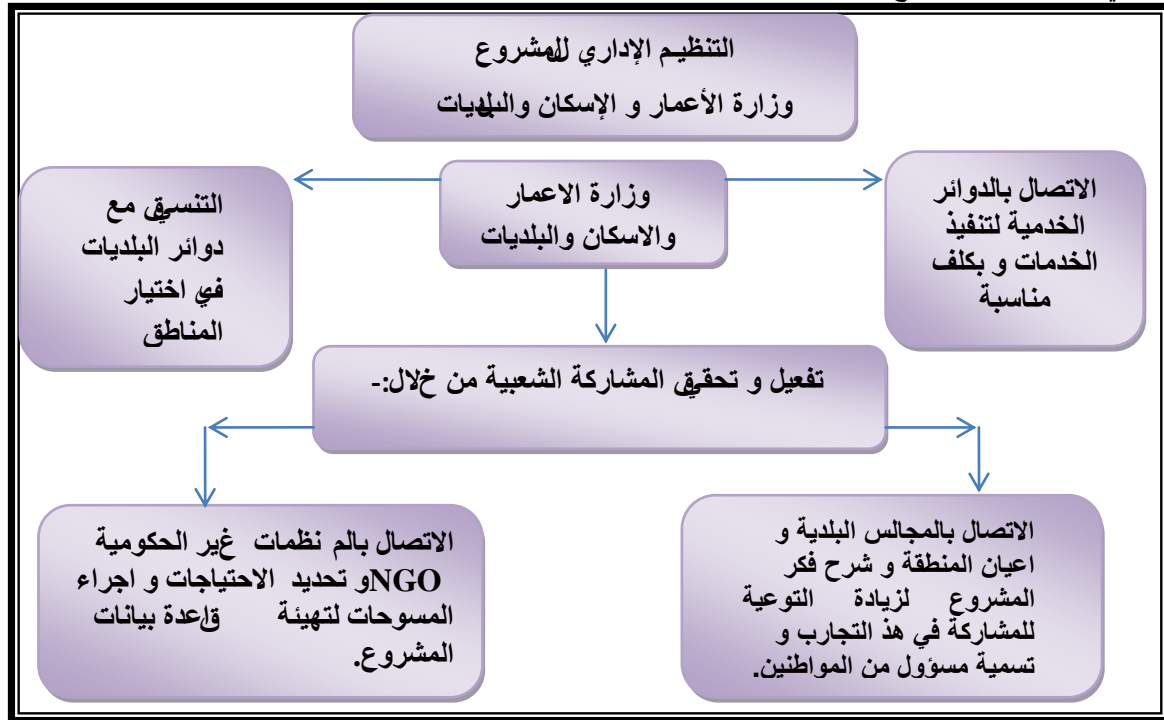 التنظيم الإداري للمشروع
وزارة الأعمار و الإسكان والبلديات
الاتصال بالدوائر
الخدمية لتنفيذ
الخدمات و بكلف
مناسبة
وزارة الاعمار
والاسكان والبلديات
التنسيق مع
دوائر البلديات
في اختيار
المناطق
تفعيل و تحقيق المشاركة الشعبية من خلال:-
الاتصال بالمجالس البلدية و
اعيان المنطقة و شرح فكر
المشروع لزيادة التوعية
للمشاركة في هذ التجارب و
تسمية مسؤول من المواطنين.
الاتصال بالم نظمات غير الحكومية
NGOو تحديد الاحتياجات و اجراء
المسوحات لتهيئة قاعدة بيانات
المشروع.